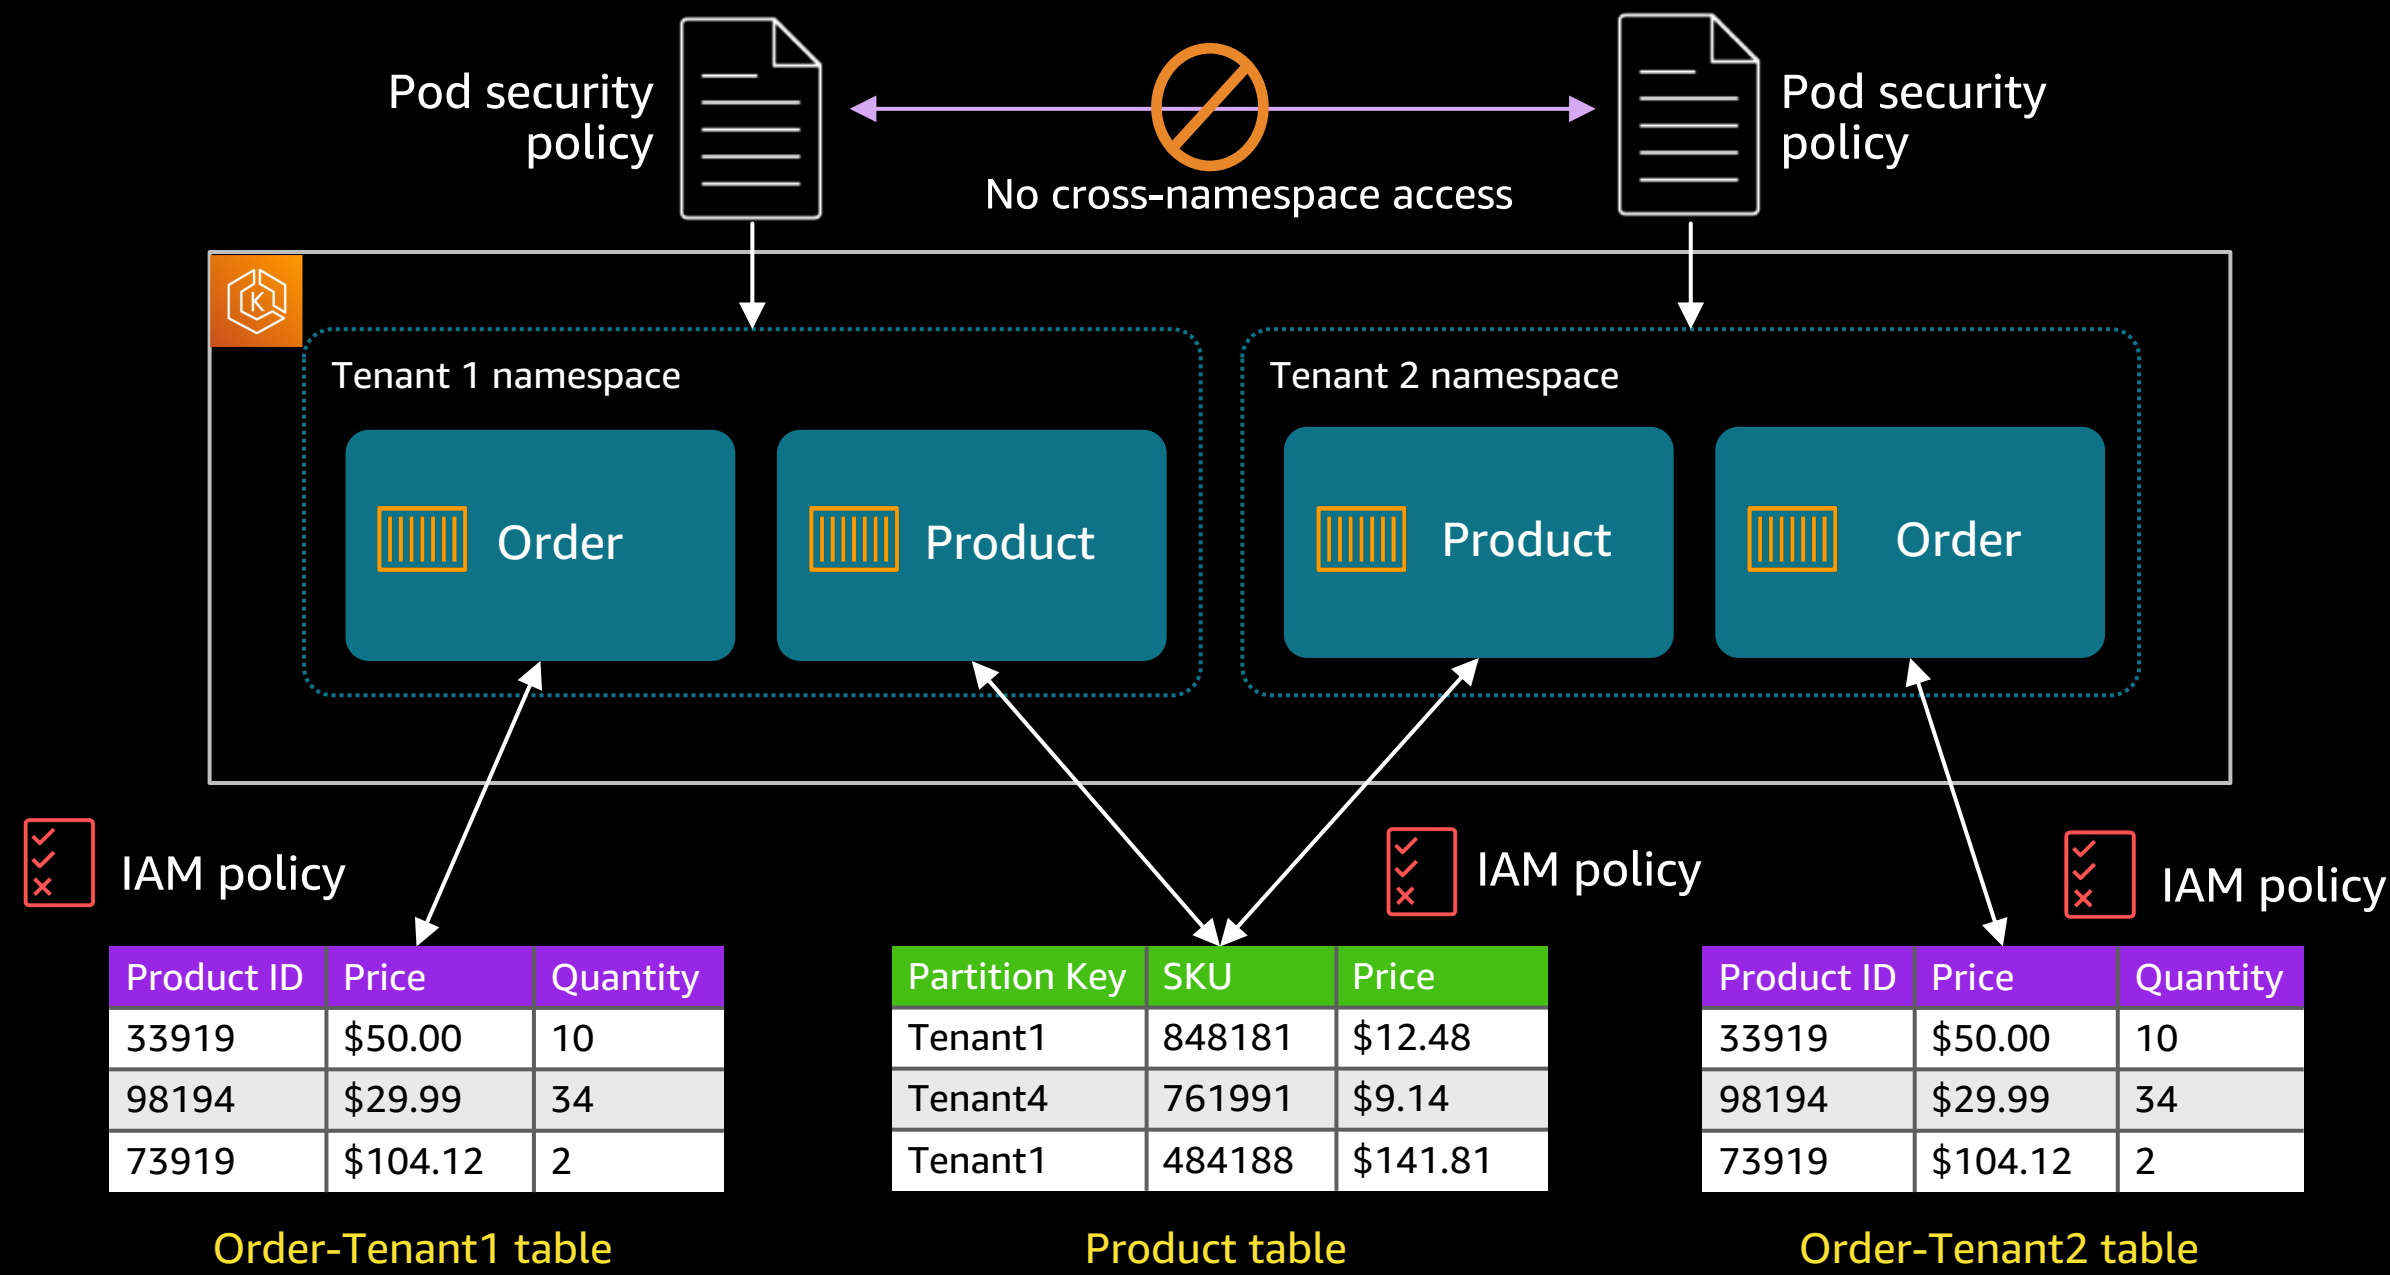 Pod security
policy
No cross-namespace access
Pod security
policy
K
Tenant 1 namespace
Order
Product
Tenant 2 namespace
Product
Order
IAM policy
IAM policy
IAM policy
Product ID Price Quantity
33919 $50.00 10
98194 $29.99 34
73919 $104.12 2
Order-Tenant1 table
Partition Key SKU Price
Tenant1 848181 $12.48
Tenant4 761991 $9.14
Tenant1 484188 $141.81
Product table
Product ID Price Quantity
33919 $50.00 10
98194 $29.99 34
73919 $104.12 2
Order-Tenant2 table